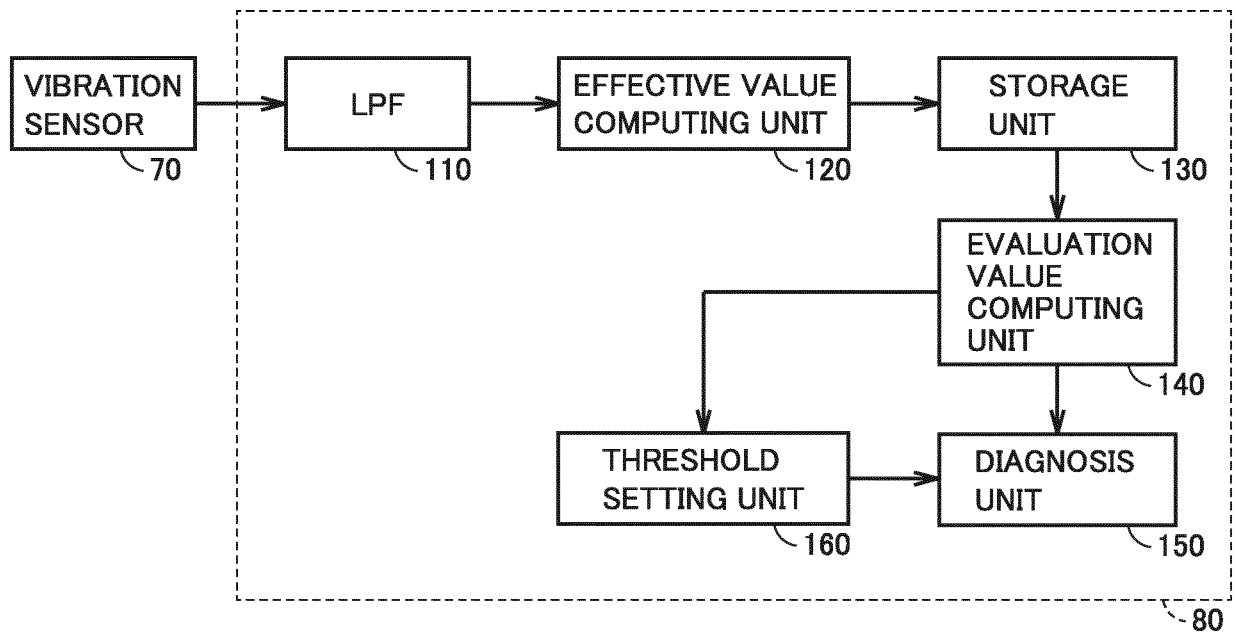 VIBRATION
SENSOR
70
LPF
110
EFFECTIVE VALUE
COMPUTING UNIT
120
STORAGE
UNIT
130
EVALUATION
VALUE
COMPUTING
UNIT
140
THRESHOLD
SETTING UNIT
160
DIAGNOSIS
UNIT
150
80